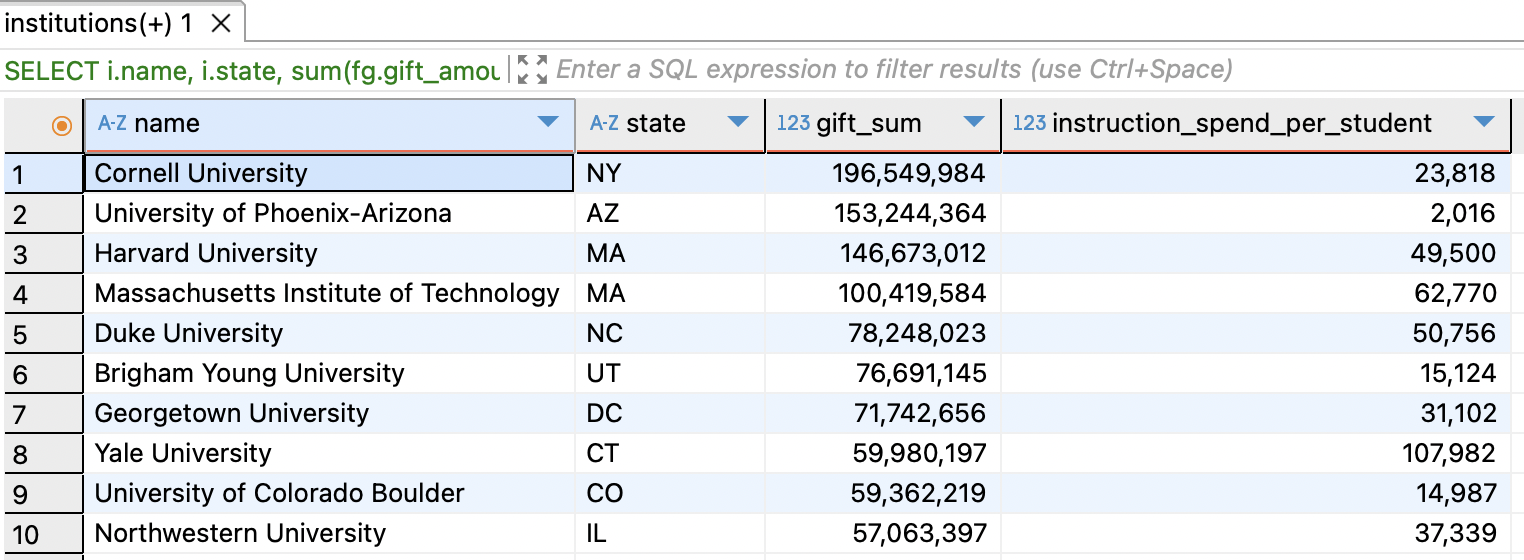 institutions(+) 1 ×
SELECT i.name, i.state, sum(fg.gift_amou Enter a SQL expression to filter results (use Ctrl+Space)
A-Z name A-Z state 123 gift_sum 123 instruction_spend_per_student
1 Cornell University NY 196,549,984 23,818
2 University of Phoenix-Arizona AZ 153,244,364 2,016
3 Harvard University MA 146,673,012 49,500
4 Massachusetts Institute of Technology MA 100,419,584 62,770
5 Duke University NC 78,248,023 50,756
6 Brigham Young University UT 76,691,145 15,124
7 Georgetown University DC 71,742,656 31,102
8 Yale University CT 59,980,197 107,982
9 University of Colorado Boulder CO 59,362,219 14,987
10 Northwestern University IL 57,063,397 37,339